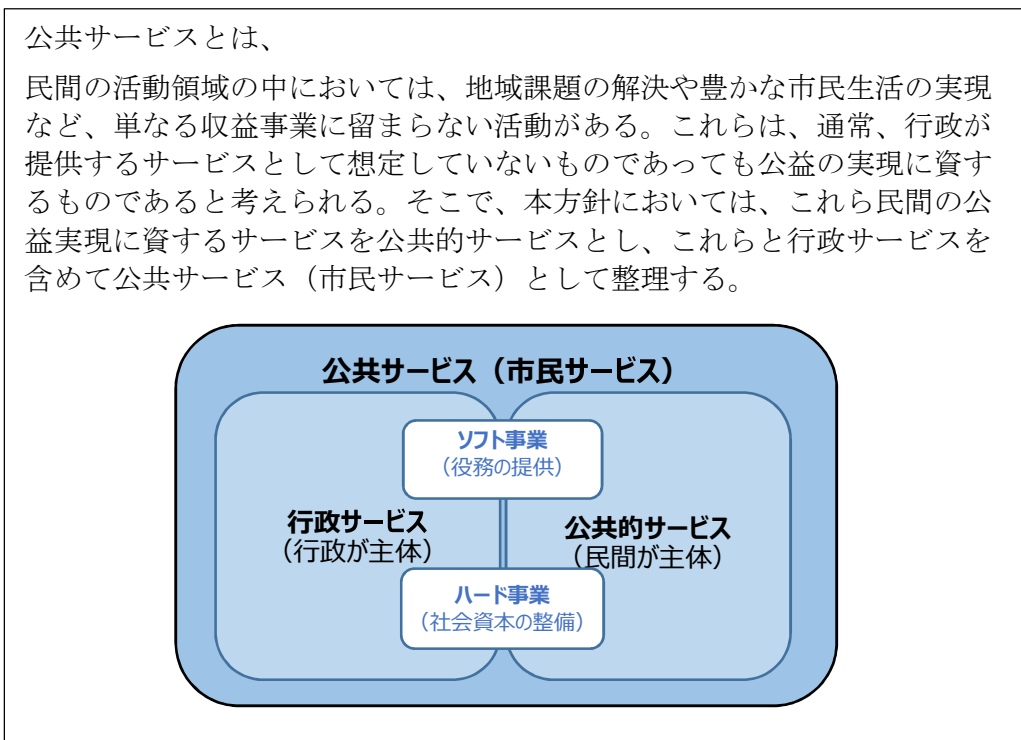 公共サービスとは、
民間の活動領域の中においては、地域課題の解決や豊かな市民生活の実現
など、単なる収益事業に留まらない活動がある。これらは、通常、行政が
提供するサービスとして想定していないものであっても公益の実現に資す
るものであると考えられる。そこで、本方針においては、これら民間の公
益実現に資するサービスを公共的サービスとし、これらと行政サービスを
含めて公共サービス（市民サービス）として整理する。
公共サービス（市民サービス）
ソフト事業
（役務の提供）
行政サービス
（行政が主体）
公共的サービス
（民間が主体）
ハード事業
（社会資本の整備）